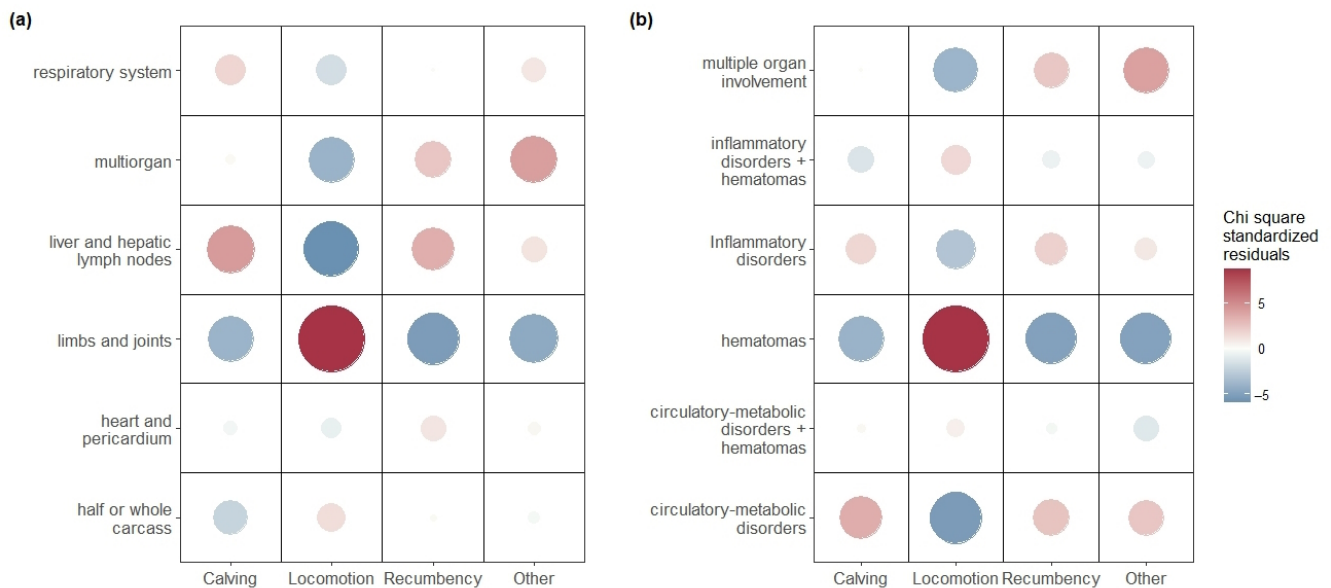 (a)
respiratory system
multiorgan
liver and hepatic
lymph nodes
limbs and joints
heart and
pericardium
half or whole
carcass
Calving
Locomotion
Recumbency
Other
(b)
multiple organ
involvement
inflammatory
disorders +
hematomas
Inflammatory
disorders
hematomas
circulatory-metabolic
disorders +
hematomas
circulatory-metabolic
disorders
Calving
Locomotion
Recumbency
Other
Chi square
standardized
residuals
5
0
−5